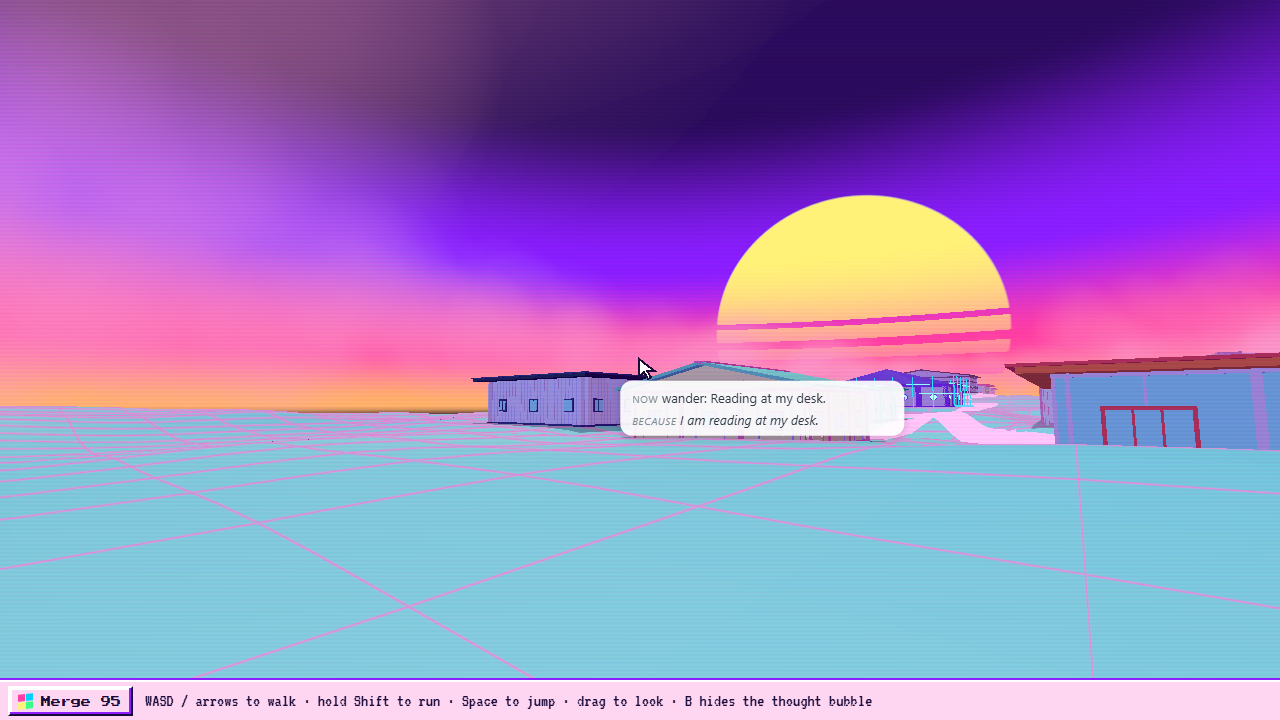 NOW wander: Reading at my desk.
BECAUSE I am reading at my desk.
Merge 95 WASD / arrows to walk · hold Shift to run · Space to jump · drag to look · B hides the thought bubble